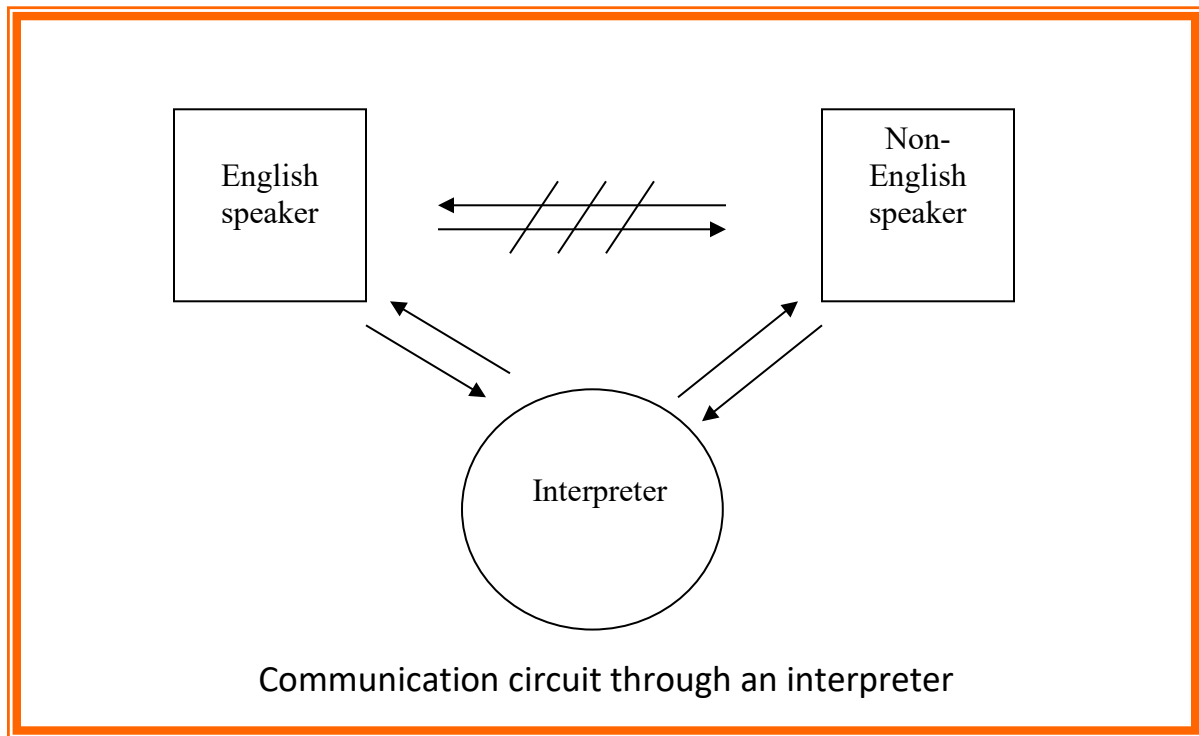 English
speaker
Non-
English
speaker
Interpreter
Communication circuit through an interpreter